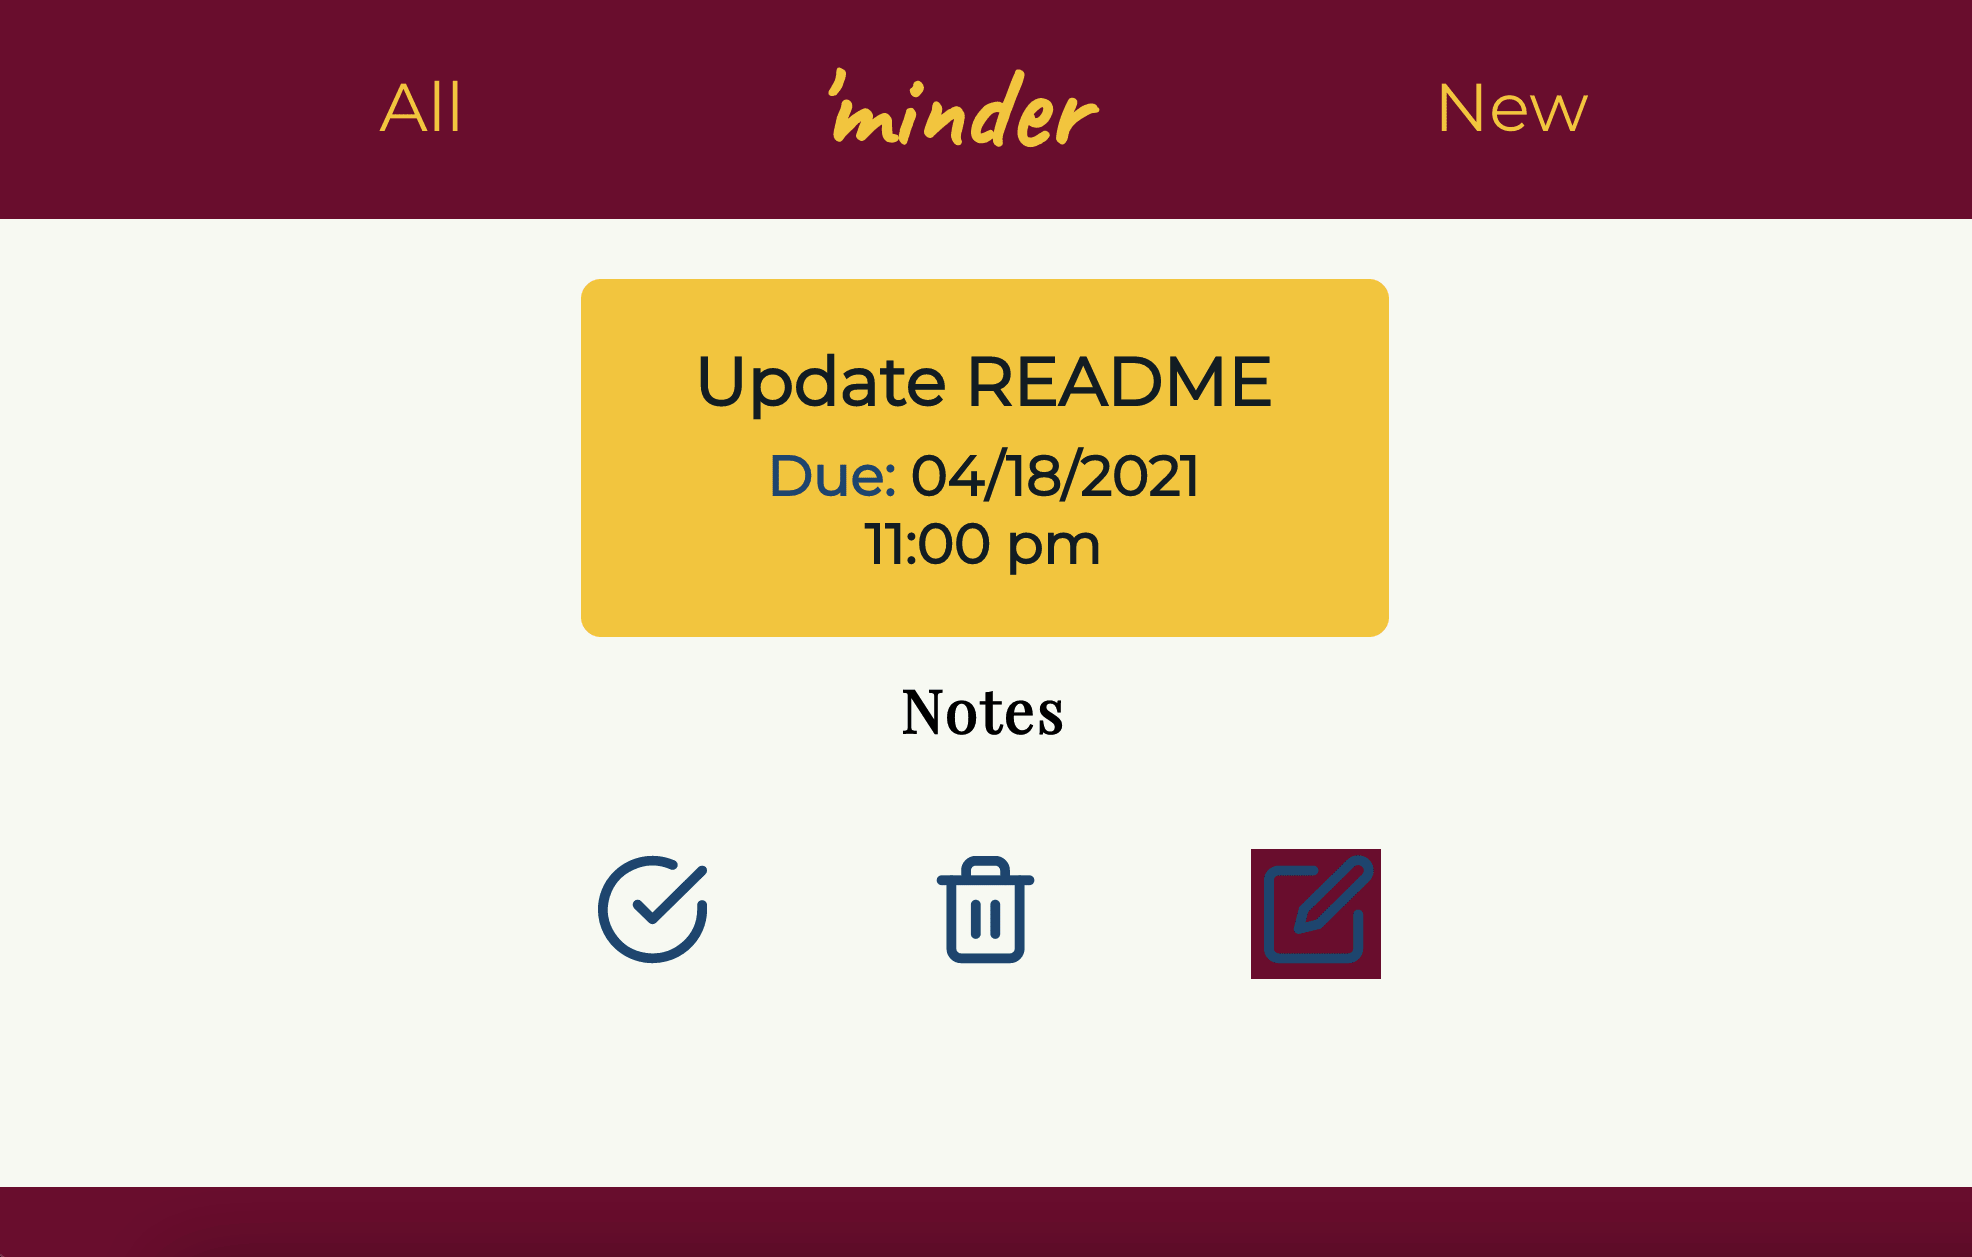 All
'minder
New
Update README
Due: 04/18/2021
11:00 pm
Notes